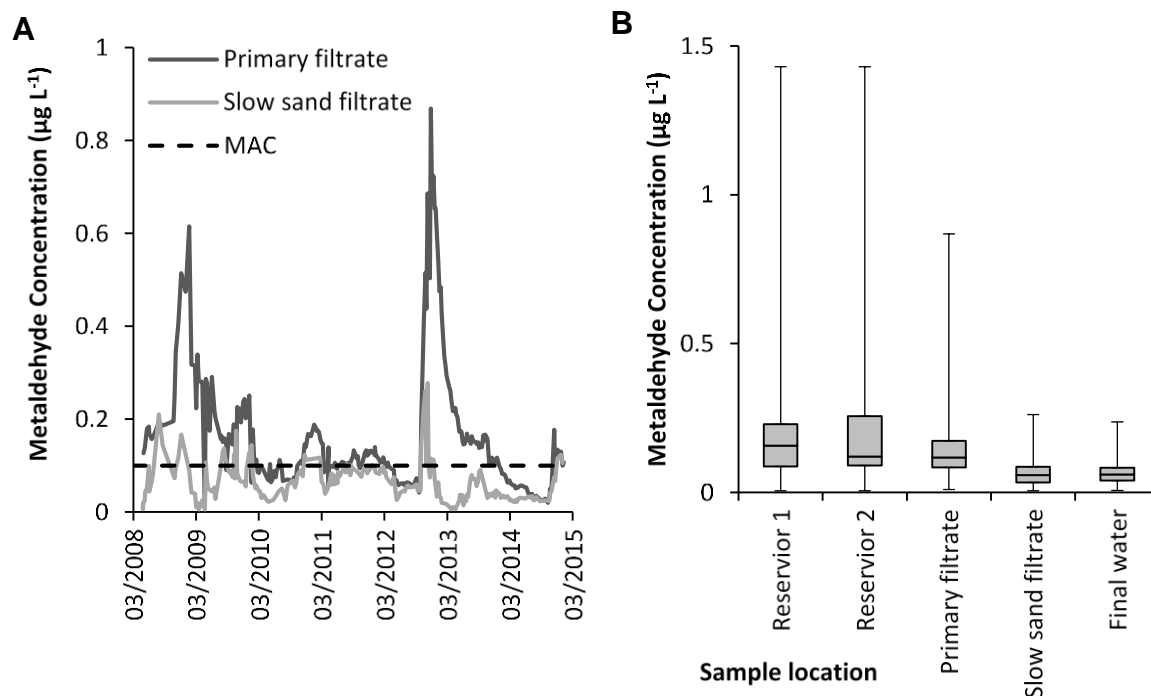 A
Metaldehyde Concentration (µg L-1)
1
0.8
0.6
0.4
0.2
0
Primary filtrate
Slow sand filtrate
MAC
03/2008
03/2009
03/2010
03/2011
03/2012
03/2013
03/2014
03/2015
B
Metaldehyde Concentration (µg L-1)
1.5
1
0.5
0
Reservior 1
Reservior 2
Primary filtrate
Slow sand filtrate
Final water
Sample location